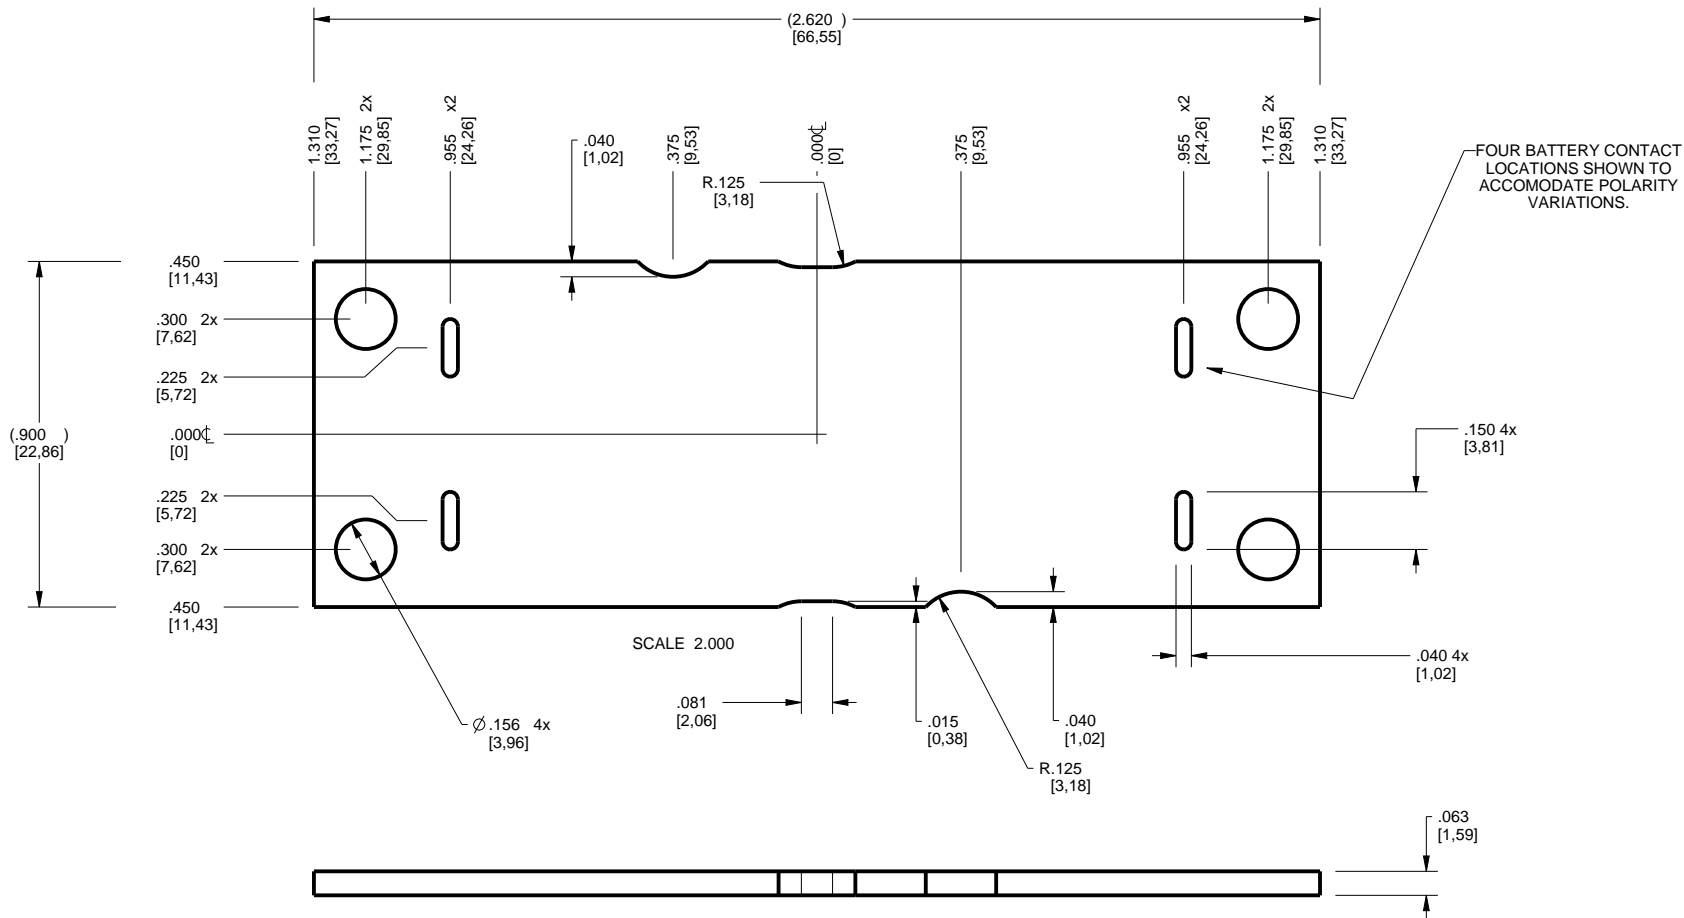 (2.620 )
[66,55]
1.310
[33,27]
1.175 2x
[29,85]
.955 x2
[24,26]
.040
[1,02]
.375
[9,53]
.000℄
[0]
R.125
[3,18]
.375
[9,53]
.955 x2
[24,26]
1.175 2x
[29,85]
1.310
[33,27]
FOUR BATTERY CONTACT
LOCATIONS SHOWN TO
ACCOMODATE POLARITY
VARIATIONS.
.450
[11,43]
.300 2x
[7,62]
.225 2x
[5,72]
(.900 )
[22,86]
.000℄
[0]
.150 4x
[3,81]
.225 2x
[5,72]
.300 2x
[7,62]
.450
[11,43]
SCALE 2.000
.040 4x
[1,02]
.081
[2,06]
Ø.156 4x
[3,96]
.015
[0,38]
.040
[1,02]
R.125
[3,18]
.063
[1,59]